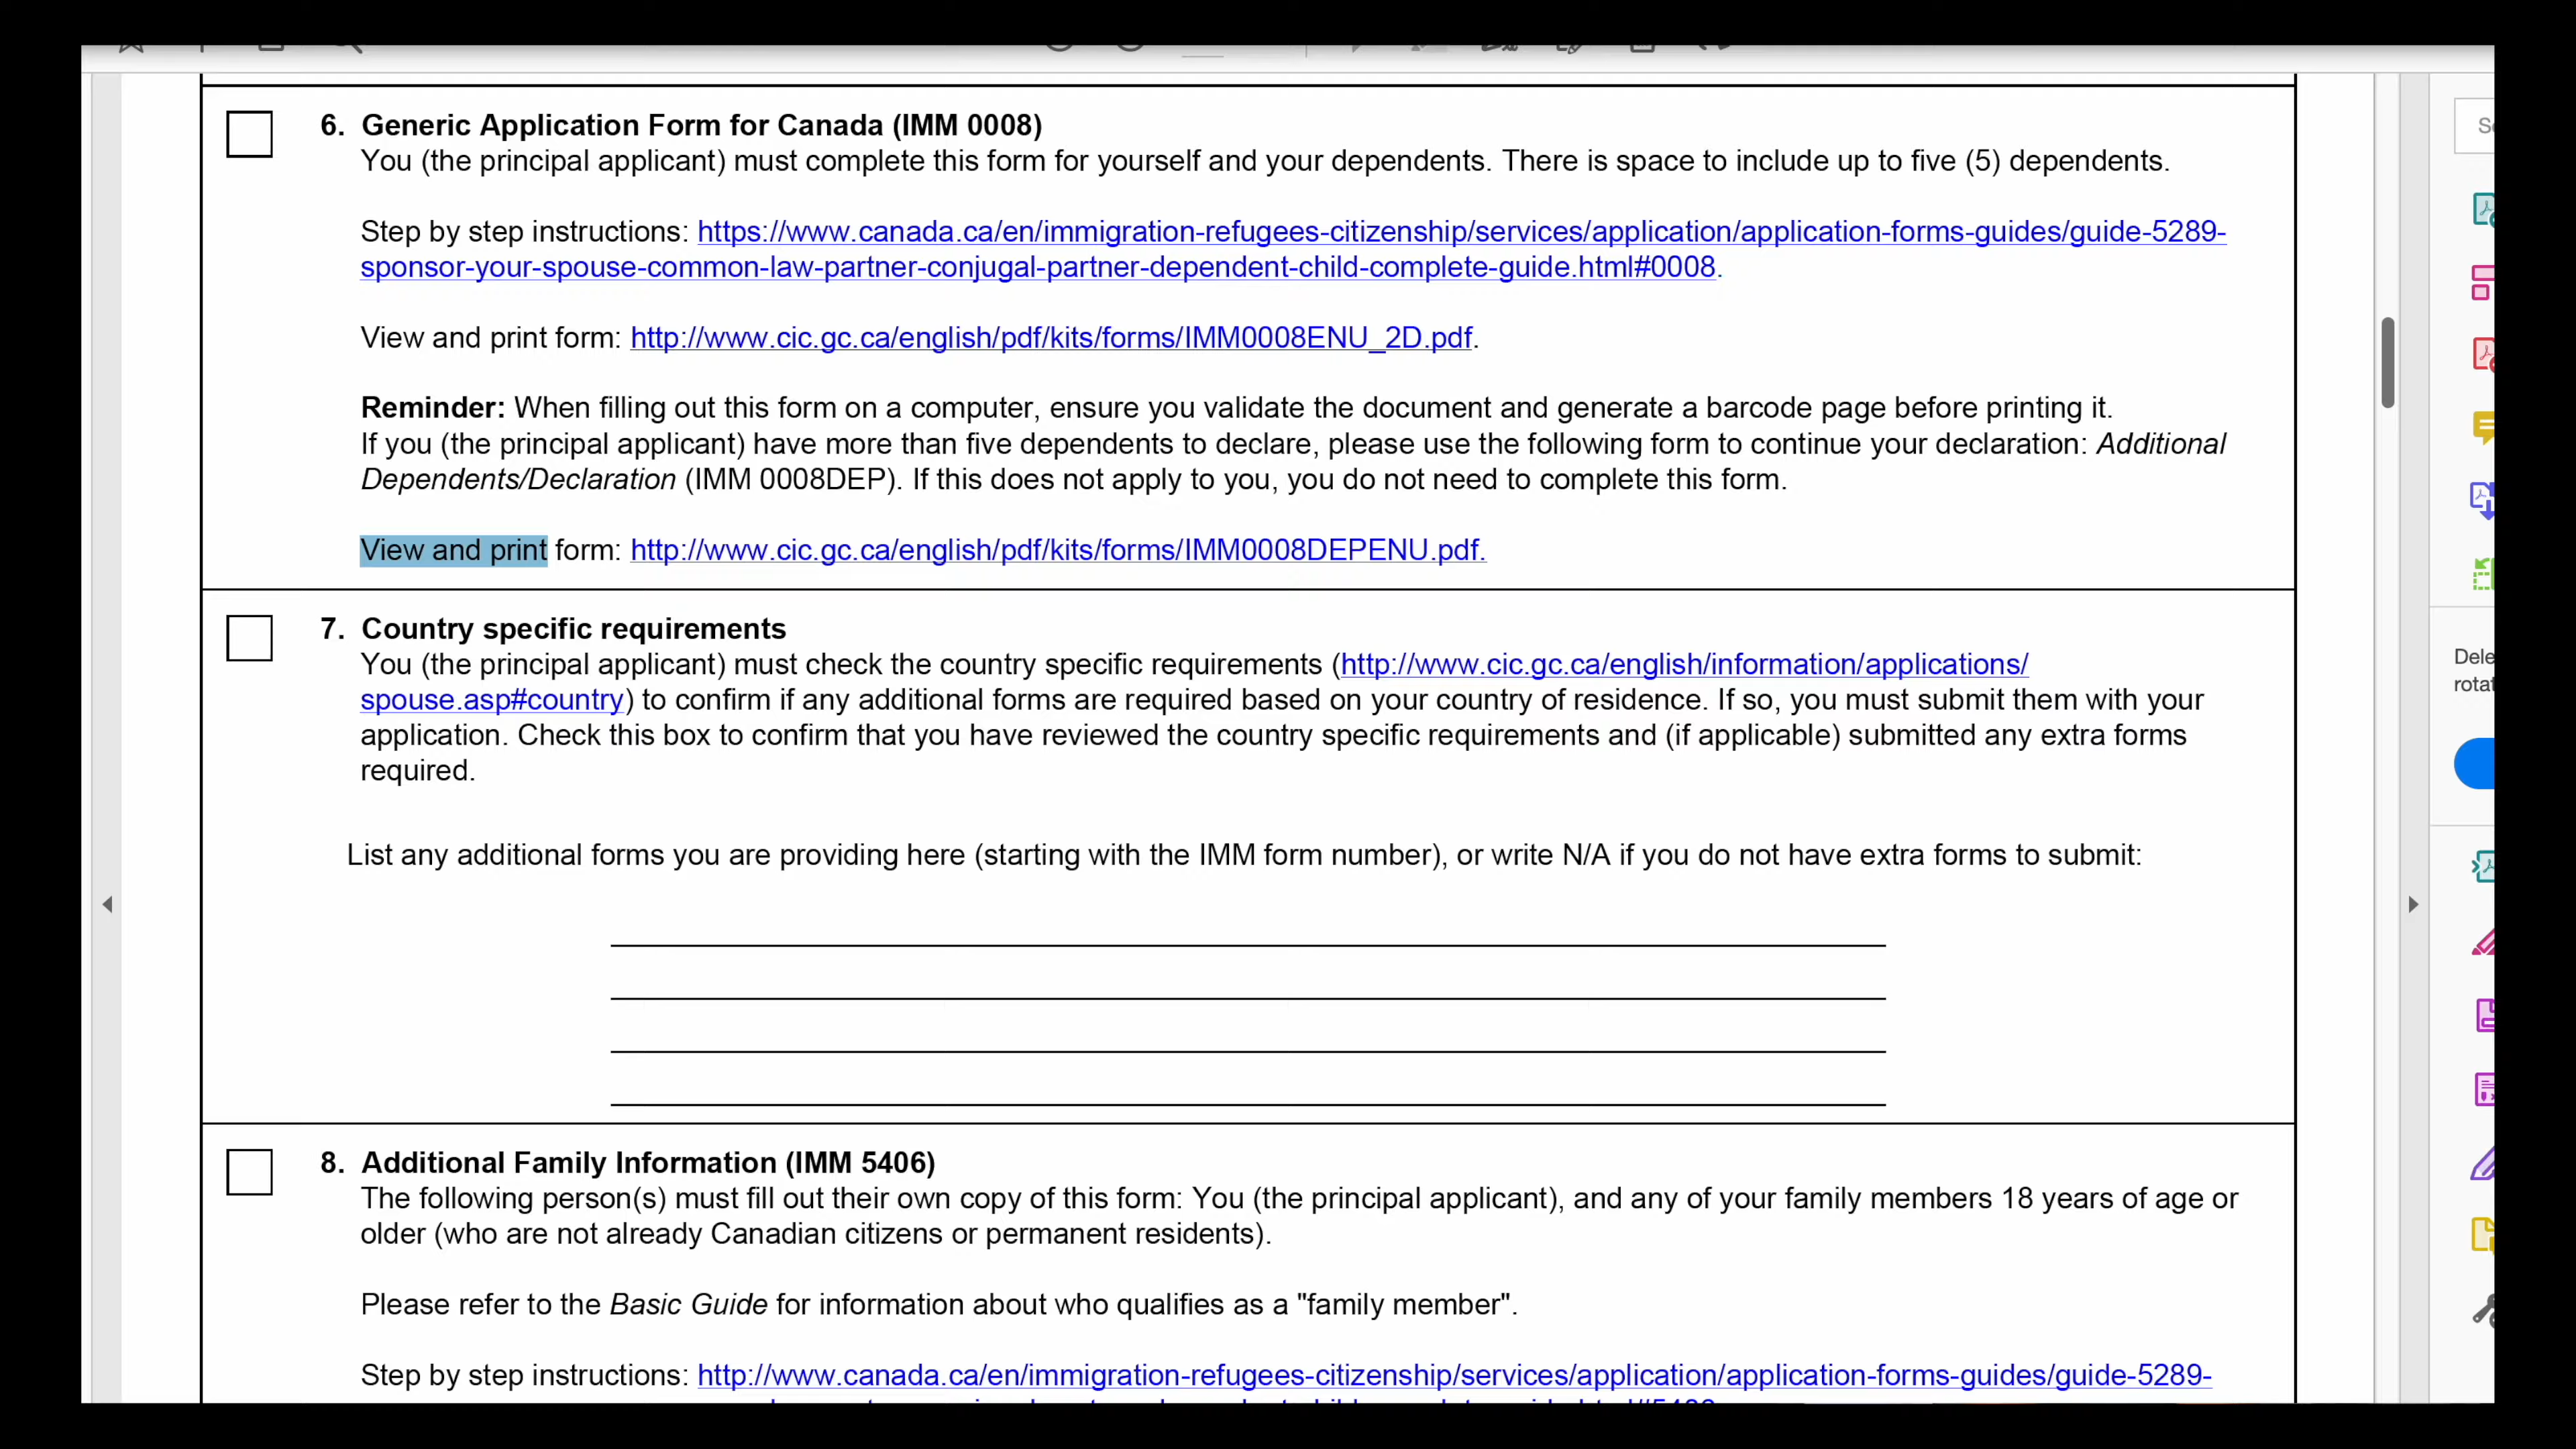 6. Generic Application Form for Canada (IMM 0008)
You (the principal applicant) must complete this form for yourself and your dependents. There is space to include up to five (5) dependents.
Step by step instructions: https://www.canada.ca/en/immigration-refugees-citizenship/services/application/application-forms-guides/guide-5289-
sponsor-your-spouse-common-law-partner-conjugal-partner-dependent-child-complete-guide.html#0008.
View and print form: http://www.cic.gc.ca/english/pdf/kits/forms/IMM0008ENU_2D.pdf.
Reminder: When filling out this form on a computer, ensure you validate the document and generate a barcode page before printing it.
If you (the principal applicant) have more than five dependents to declare, please use the following form to continue your declaration: Additional
Dependents/Declaration (IMM 0008DEP). If this does not apply to you, you do not need to complete this form.
View and print form: http://www.cic.gc.ca/english/pdf/kits/forms/IMM0008DEPENU.pdf.
7. Country specific requirements
You (the principal applicant) must check the country specific requirements (http://www.cic.gc.ca/english/information/applications/
spouse.asp#country) to confirm if any additional forms are required based on your country of residence. If so, you must submit them with your
application. Check this box to confirm that you have reviewed the country specific requirements and (if applicable) submitted any extra forms
required.
List any additional forms you are providing here (starting with the IMM form number), or write N/A if you do not have extra forms to submit:
8. Additional Family Information (IMM 5406)
The following person(s) must fill out their own copy of this form: You (the principal applicant), and any of your family members 18 years of age or
older (who are not already Canadian citizens or permanent residents).
Please refer to the Basic Guide for information about who qualifies as a "family member".
Step by step instructions: http://www.canada.ca/en/immigration-refugees-citizenship/services/application/application-forms-guides/guide-5289-
Dele
rotat